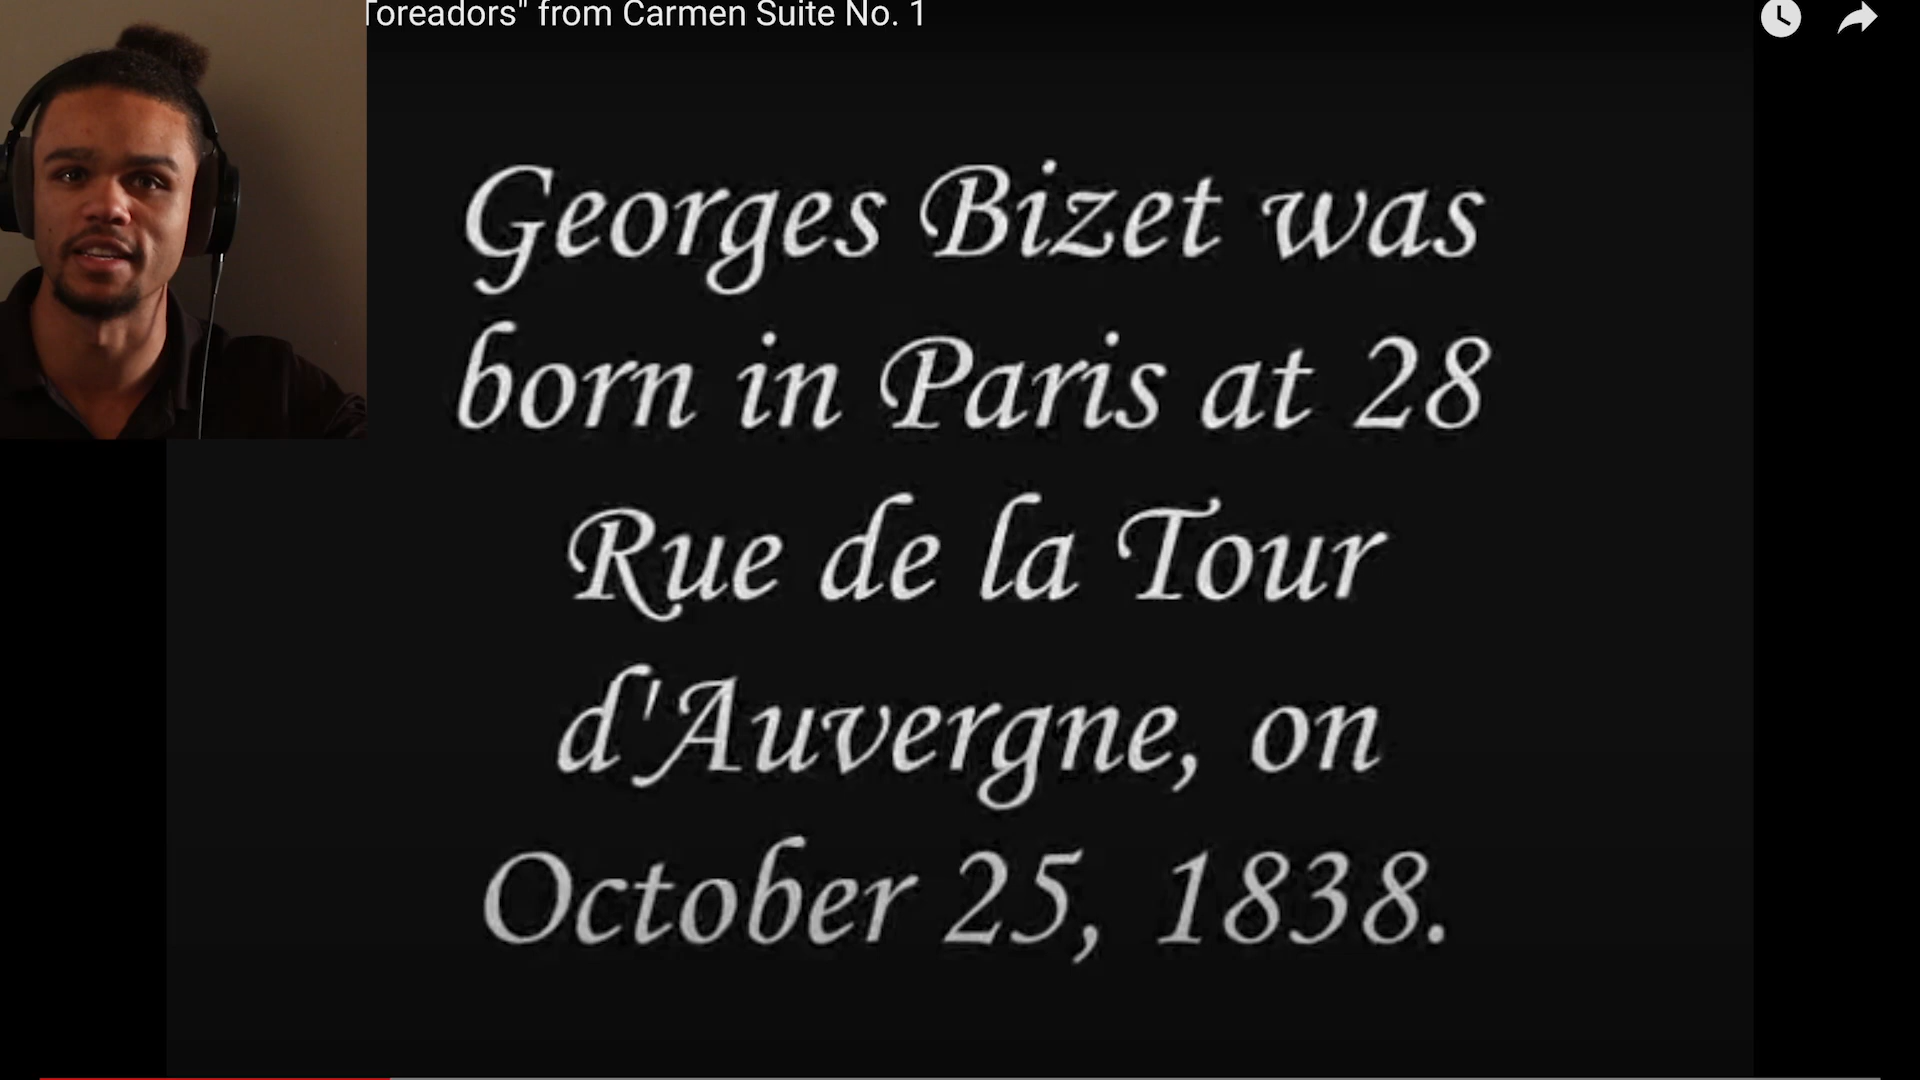 Toreadors" from Carmen Suite No. 1
Georges Bizet was
born in Paris at 28
Rue de la Tour
d'Auvergne, on
October 25, 1838.